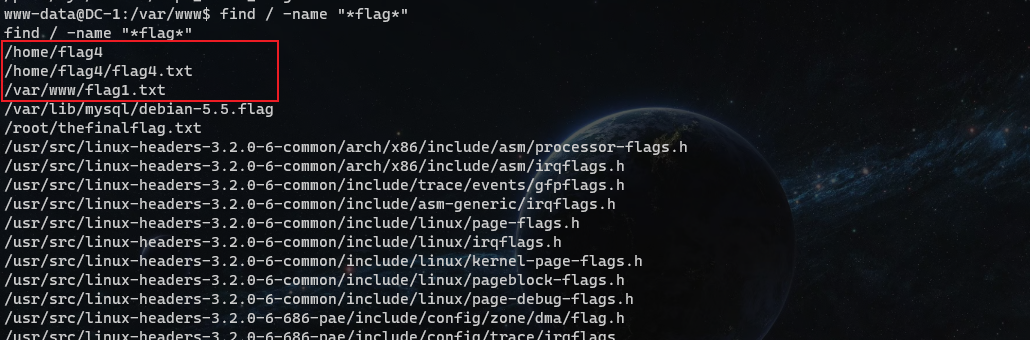 www-data@DC-1:/var/www$ find / -name "*flag*"
find / -name "*flag*"
/home/flag4
/home/flag4/flag4.txt
/var/www/flag1.txt
/var/lib/mysql/debian-5.5.flag
/root/thefinalflag.txt
/usr/src/linux-headers-3.2.0-6-common/arch/x86/include/asm/processor-flags.h
/usr/src/linux-headers-3.2.0-6-common/arch/x86/include/asm/irqflags.h
/usr/src/linux-headers-3.2.0-6-common/include/trace/events/gfpflags.h
/usr/src/linux-headers-3.2.0-6-common/include/asm-generic/irqflags.h
/usr/src/linux-headers-3.2.0-6-common/include/linux/page-flags.h
/usr/src/linux-headers-3.2.0-6-common/include/linux/irqflags.h
/usr/src/linux-headers-3.2.0-6-common/include/linux/kernel-page-flags.h
/usr/src/linux-headers-3.2.0-6-common/include/linux/pageblock-flags.h
/usr/src/linux-headers-3.2.0-6-common/include/linux/page-debug-flags.h
/usr/src/linux-headers-3.2.0-6-686-pae/include/config/zone/dma/flag.h
/usr/src/linux-headers-3.2.0-6-686-pae/include/config/trace/irqflags